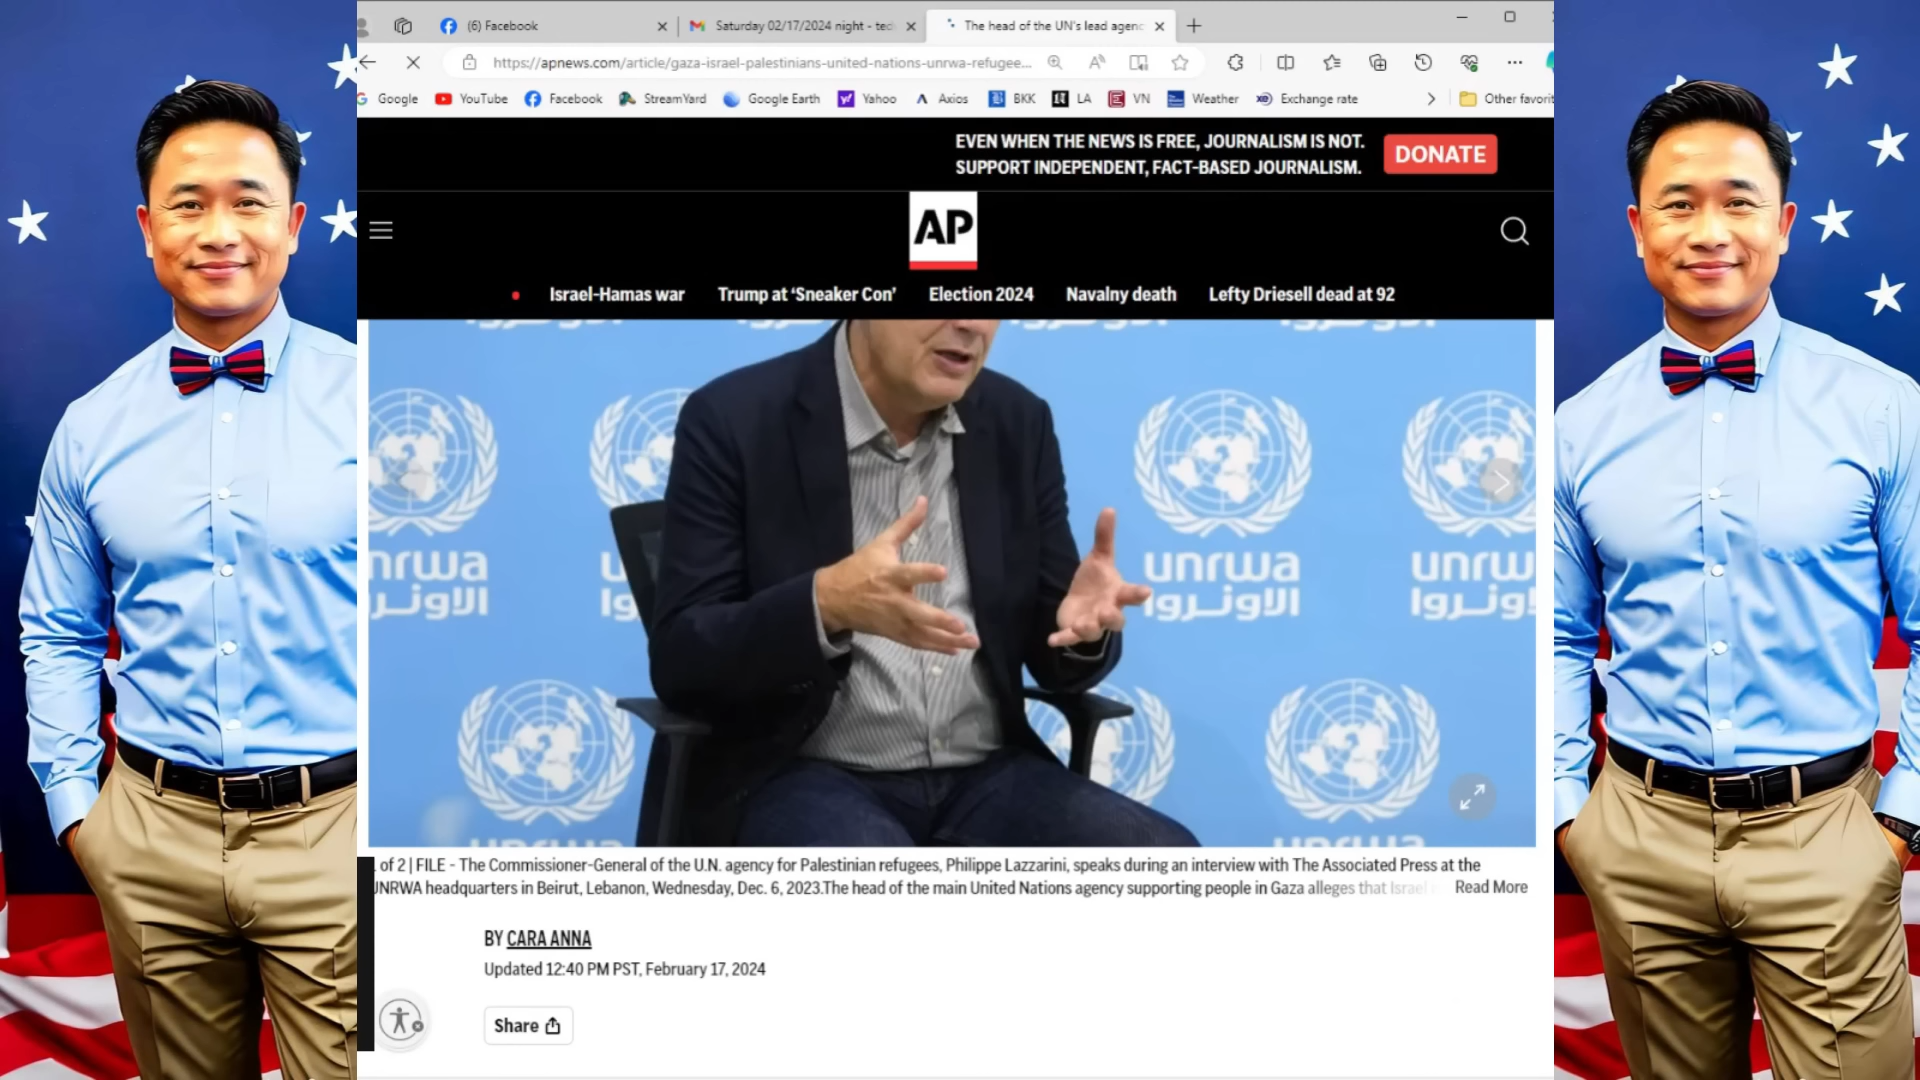 (6) Facebook
Saturday 02/17/2024 night - ted
The head of the UN's lead agenc
https://apnews.com/article/gaza-israel-palestinians-united-nations-unrwa-refugee...
Google YouTube Facebook StreamYard Google Earth Yahoo Axios BKK LA VN Weather Exchange rate Other favorit
EVEN WHEN THE NEWS IS FREE, JOURNALISM IS NOT.
SUPPORT INDEPENDENT, FACT-BASED JOURNALISM.
DONATE
AP
Israel-Hamas war Trump at ‘Sneaker Con’ Election 2024 Navalny death Lefty Driesell dead at 92
nrwa unrwa unrw
الاونروا الاونروا
of 2 | FILE - The Commissioner-General of the U.N. agency for Palestinian refugees, Philippe Lazzarini, speaks during an interview with The Associated Press at the
UNRWA headquarters in Beirut, Lebanon, Wednesday, Dec. 6, 2023.The head of the main United Nations agency supporting people in Gaza alleges that Israel Read More
BY CARA ANNA
Updated 12:40 PM PST, February 17, 2024
Share